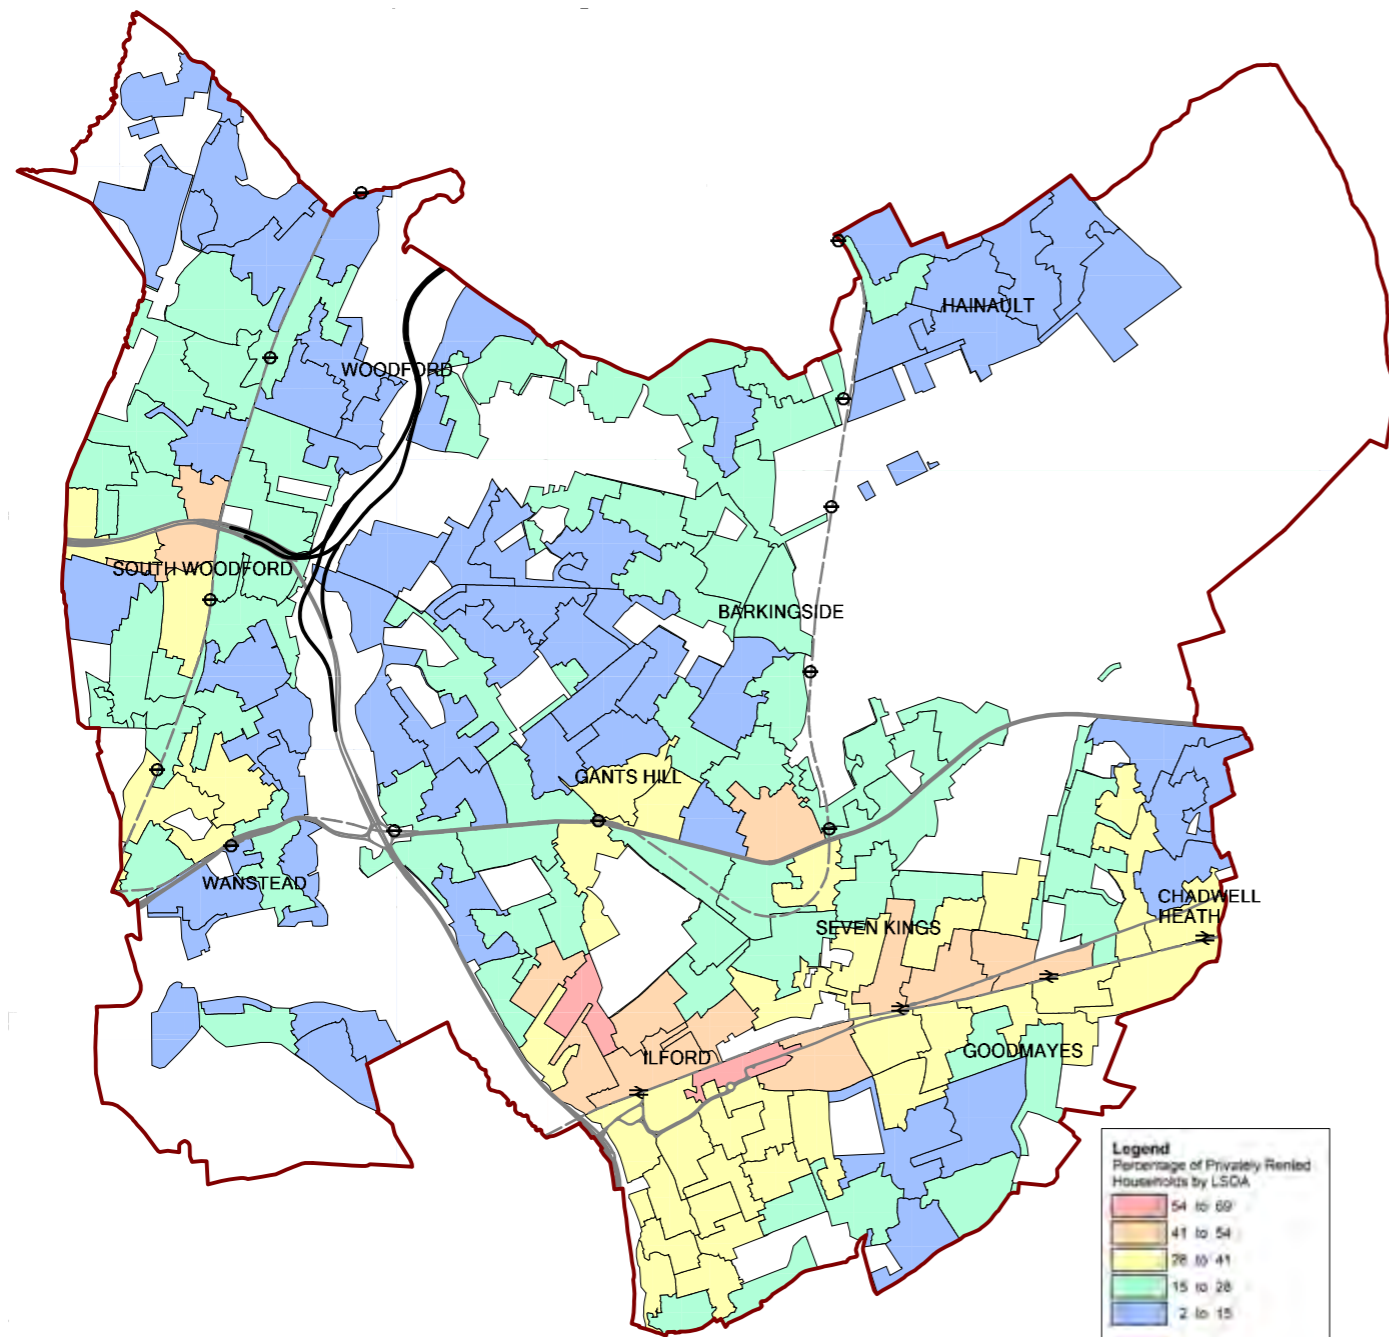 HAINAULT
WOODFORD
SOUTH WOODFORD
BARKINGSIDE
GANTS HILL
WANSTEAD
CHADWELL
HEATH
SEVEN KINGS
GOODMAYES
ILFORD
Legend
Percentage of Privately Rented
Households by LSOA
54 to 69
41 to 54
28 to 41
15 to 28
2 to 15